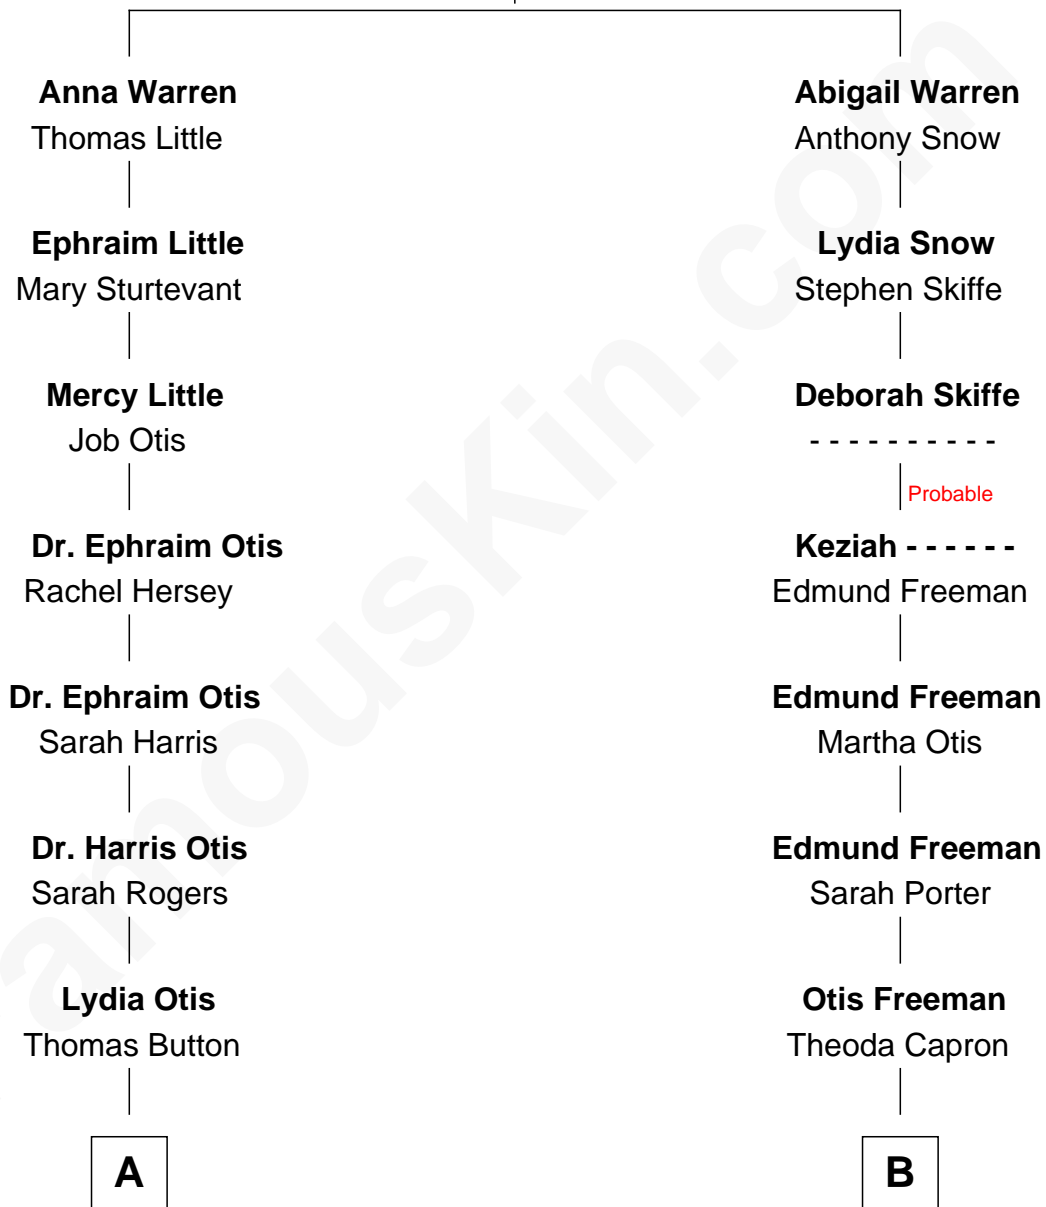 Anna Warren
Thomas Little
Ephraim Little
Mary Sturtevant
Mercy Little
Job Otis
Dr. Ephraim Otis
Rachel Hersey
Dr. Ephraim Otis
Sarah Harris
Dr. Harris Otis
Sarah Rogers
Lydia Otis
Thomas Button
A
Abigail Warren
Anthony Snow
Lydia Snow
Stephen Skiffe
Deborah Skiffe
- - - - - - - - - -
Probable
Keziah - - - - - -
Edmund Freeman
Edmund Freeman
Martha Otis
Edmund Freeman
Sarah Porter
Otis Freeman
Theoda Capron
B
amouskin.com